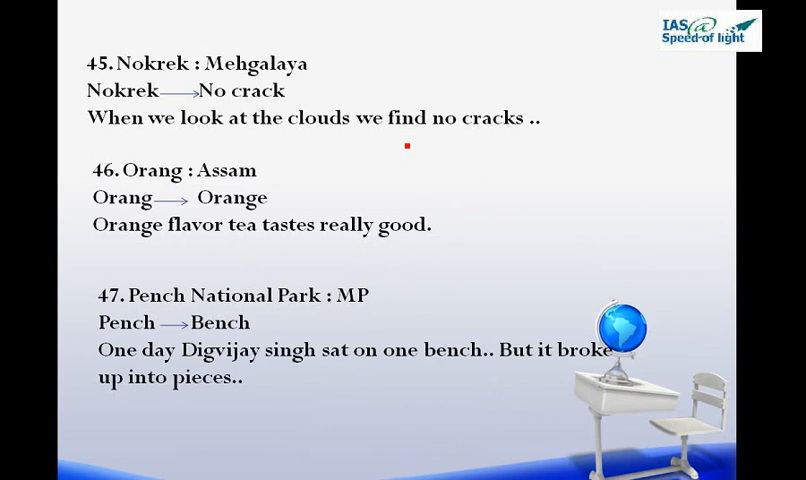 IAS@
Speed of light
45. Nokrek : Mehgalaya
Nokrek → No crack
When we look at the clouds we find no cracks ..
46. Orang : Assam
Orang → Orange
Orange flavor tea tastes really good.
47. Pench National Park : MP
Pench → Bench
One day Digvijay singh sat on one bench.. But it broke
up into pieces..